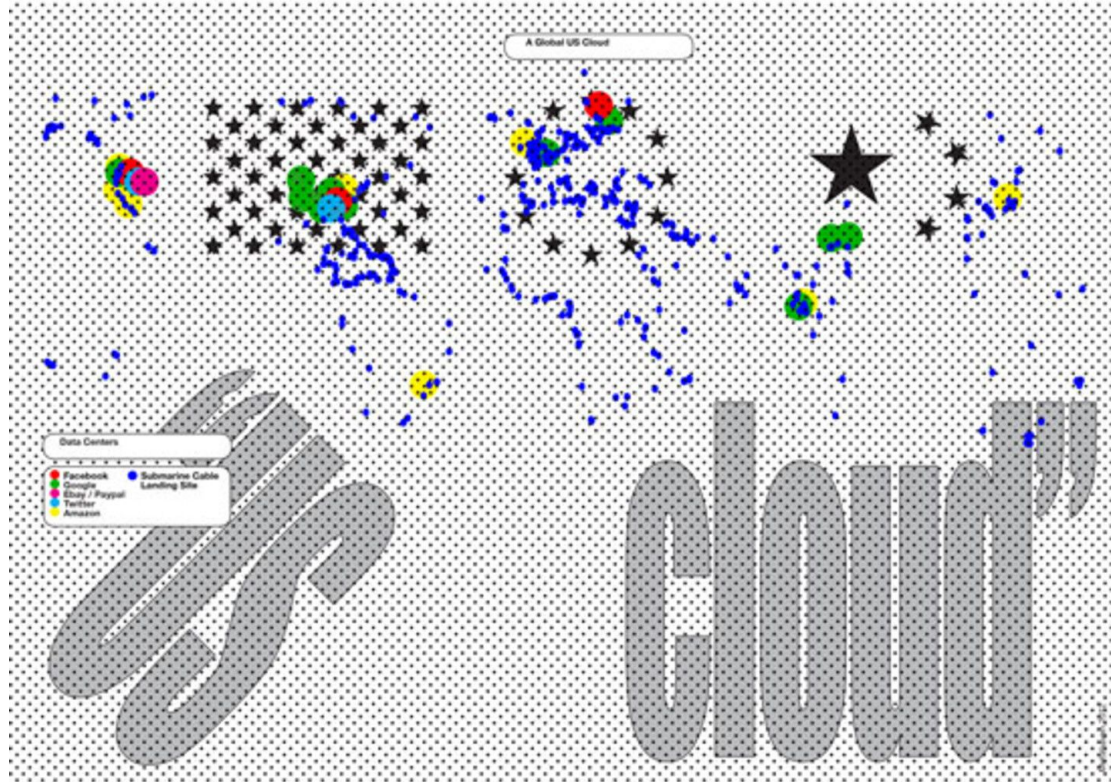 A Global US Cloud
Data Centers
Facebook
Google
Ebay / Paypal
Twitter
Amazon
Submarine Cable
Landing Site
“US
cloud”